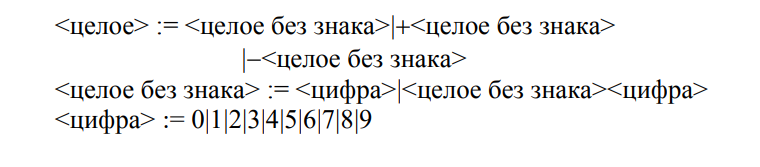 <целое> := <целое без знака>|+<целое без знака>
|–<целое без знака>
<целое без знака> := <цифра>|<целое без знака><цифра>
<цифра> := 0|1|2|3|4|5|6|7|8|9